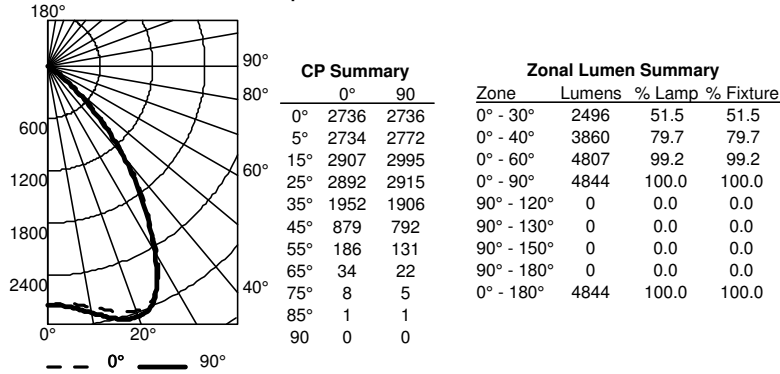 180°
90°
80°
60°
40°
600
1200
1800
2400
0° 20°
0° 90°
CP Summary
0° 90
0° 2736 2736
5° 2734 2772
15° 2907 2995
25° 2892 2915
35° 1952 1906
45° 879 792
55° 186 131
65° 34 22
75° 8 5
85° 1 1
90 0 0
Zonal Lumen Summary
Zone Lumens % Lamp % Fixture
0° - 30° 2496 51.5 51.5
0° - 40° 3860 79.7 79.7
0° - 60° 4807 99.2 99.2
0° - 90° 4844 100.0 100.0
90° - 120° 0 0.0 0.0
90° - 130° 0 0.0 0.0
90° - 150° 0 0.0 0.0
90° - 180° 0 0.0 0.0
0° - 180° 4844 100.0 100.0